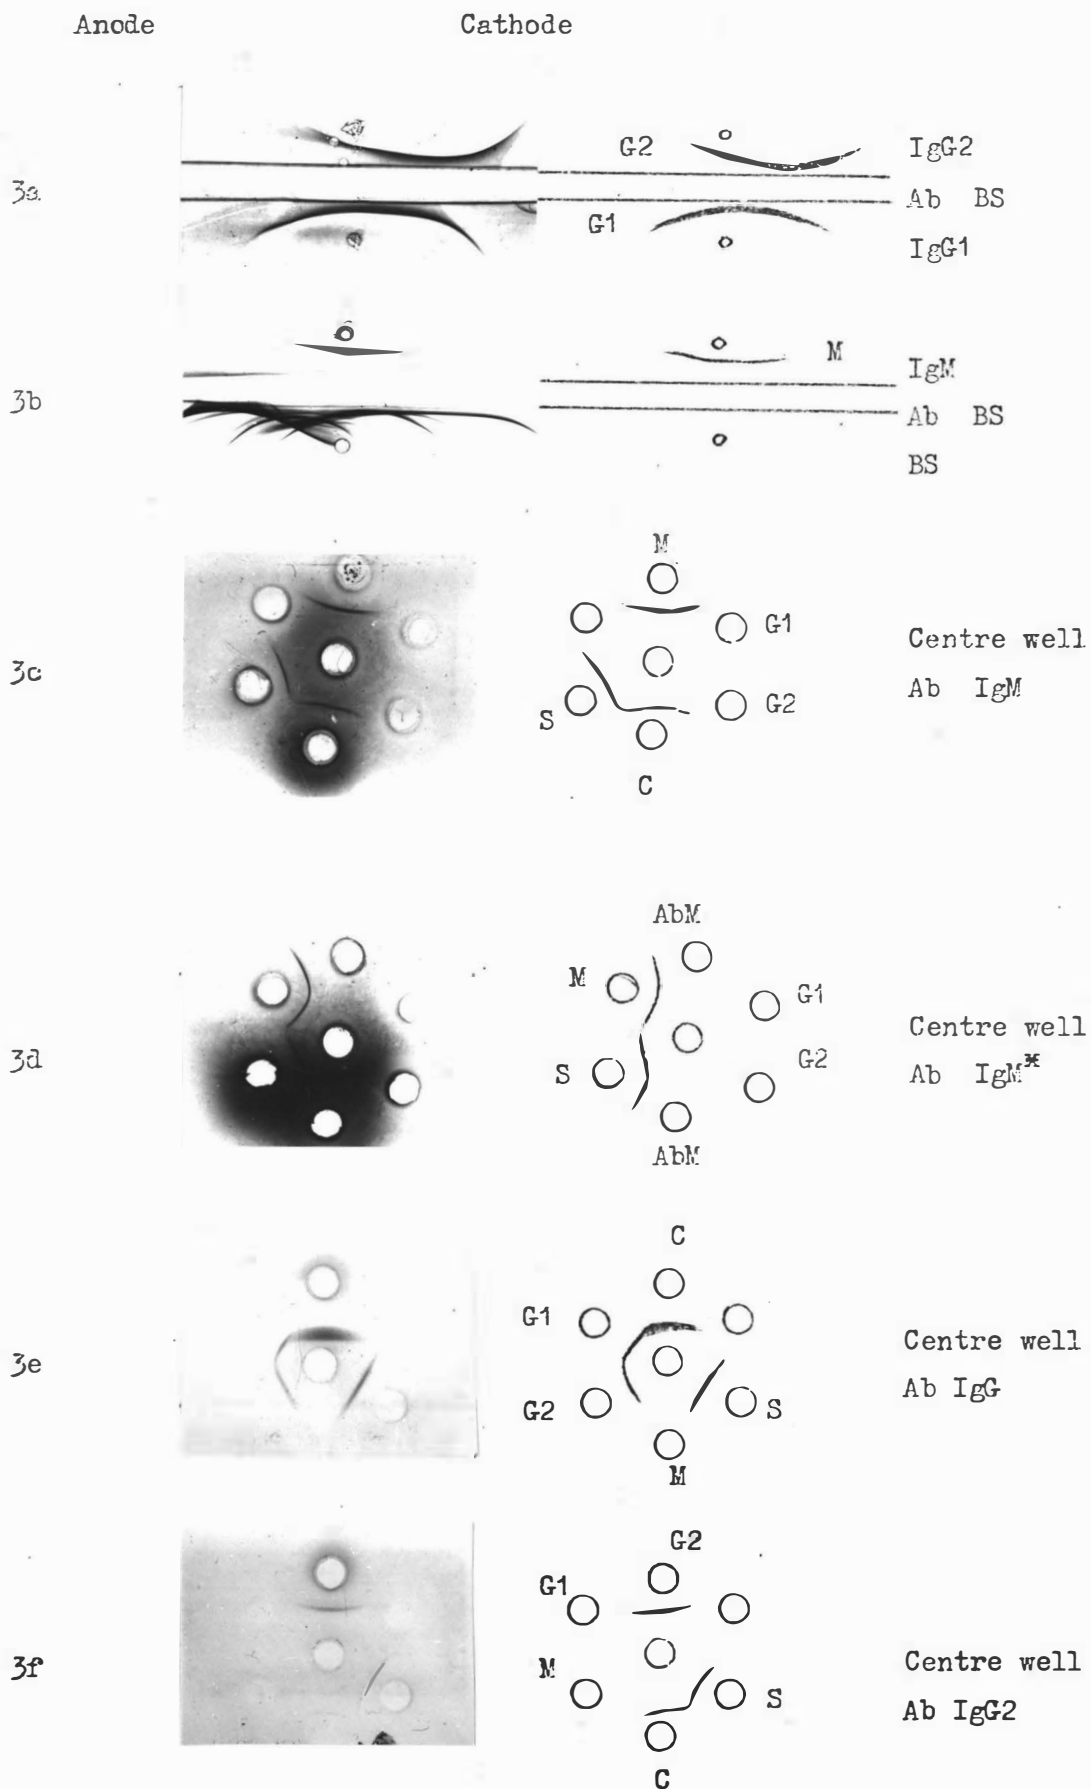 Anode Cathode
3a
G2 IgG2
Ab BS
G1
IgG1
3b
M IgM
Ab BS
BS
3c
M
G1
Centre well
Ab IgM
S G2
C
3d
AbM
M G1
Centre well
S G2
Ab IgM*
AbM
3e
C
G1
Centre well
Ab IgG
G2 S
M
3f
G2
G1
M S
Centre well
Ab IgG2
C